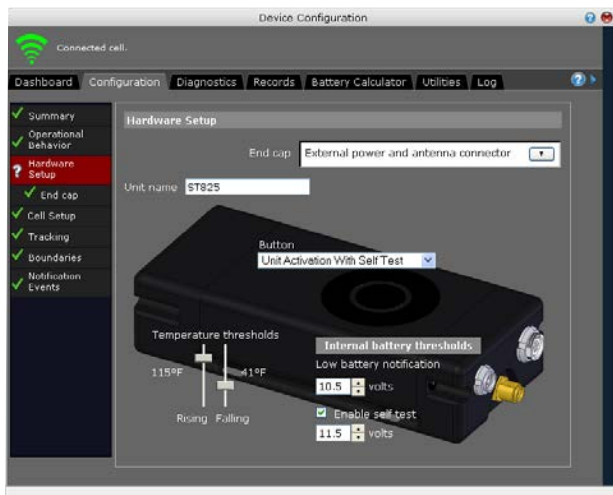 Device Configuration
Connected cell.
Dashboard Configuration Diagnostics Records Battery Calculator Utilities Log
Summary
Operational
Behavior
Hardware
Setup
End cap
Cell Setup
Tracking
Boundaries
Notification
Events
Hardware Setup
End cap External power and antenna connector
Unit name ST825
Button
Unit Activation With Self Test
Temperature thresholds
115ºF 41ºF
Rising Falling
Internal battery thresholds
Low battery notification
10.5 volts
Enable self test
11.5 volts